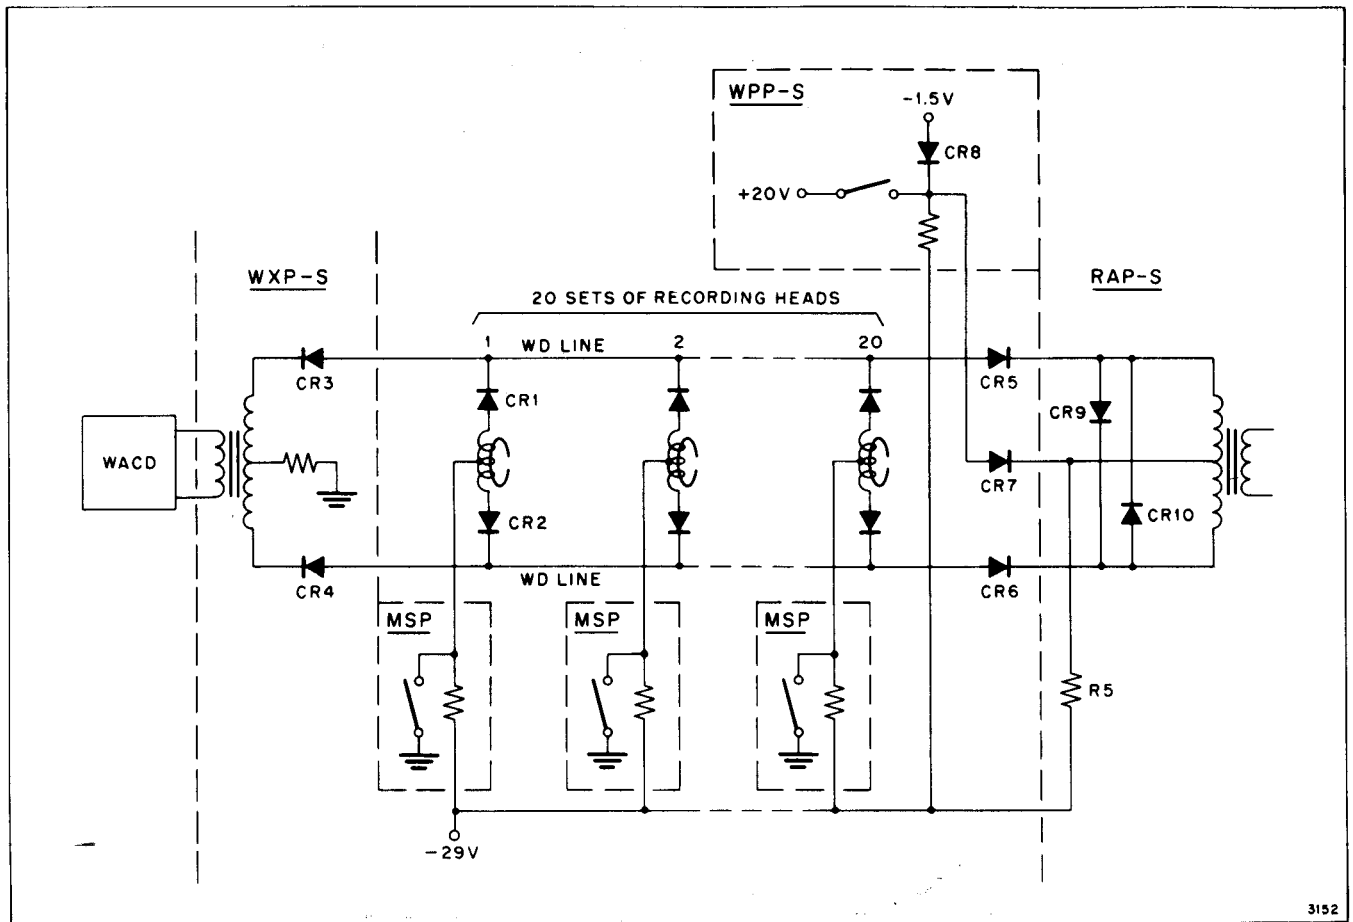 WPP-S
-1.5V
CR8
+20V
WXP-S
RAP-S
20 SETS OF RECORDING HEADS
1 WD LINE 2 20
CR3 CR5
CR1 CR9
WACD
CR7
CR2 CR10
WD LINE
CR4 CR6
MSP MSP MSP
R5
-29V
3152